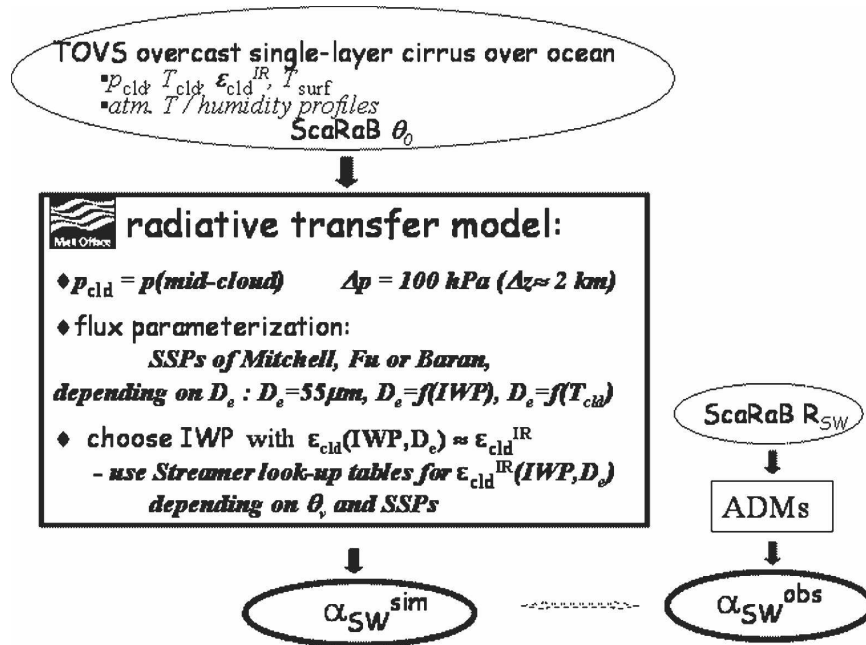 TOVS overcast single-layer cirrus over ocean
▪p_cld, T_cld, ε_cld^IR, T_surf
▪atm. T / humidity profiles
ScaRaB θ_0
Met Office
radiative transfer model:
♦p_cld = p(mid-cloud) Δp = 100 hPa (Δz≈ 2 km)
♦flux parameterization:
SSPs of Mitchell, Fu or Baran,
depending on D_e : D_e=55μm, D_e=f(IWP), D_e=f(T_cld)
♦ choose IWP with ε_cld(IWP,D_e) ≈ ε_cld^IR
- use Streamer look-up tables for ε_cld^IR(IWP,D_e)
depending on θ_v and SSPs
ScaRaB R_SW
ADMs
α_SW^sim
α_SW^obs